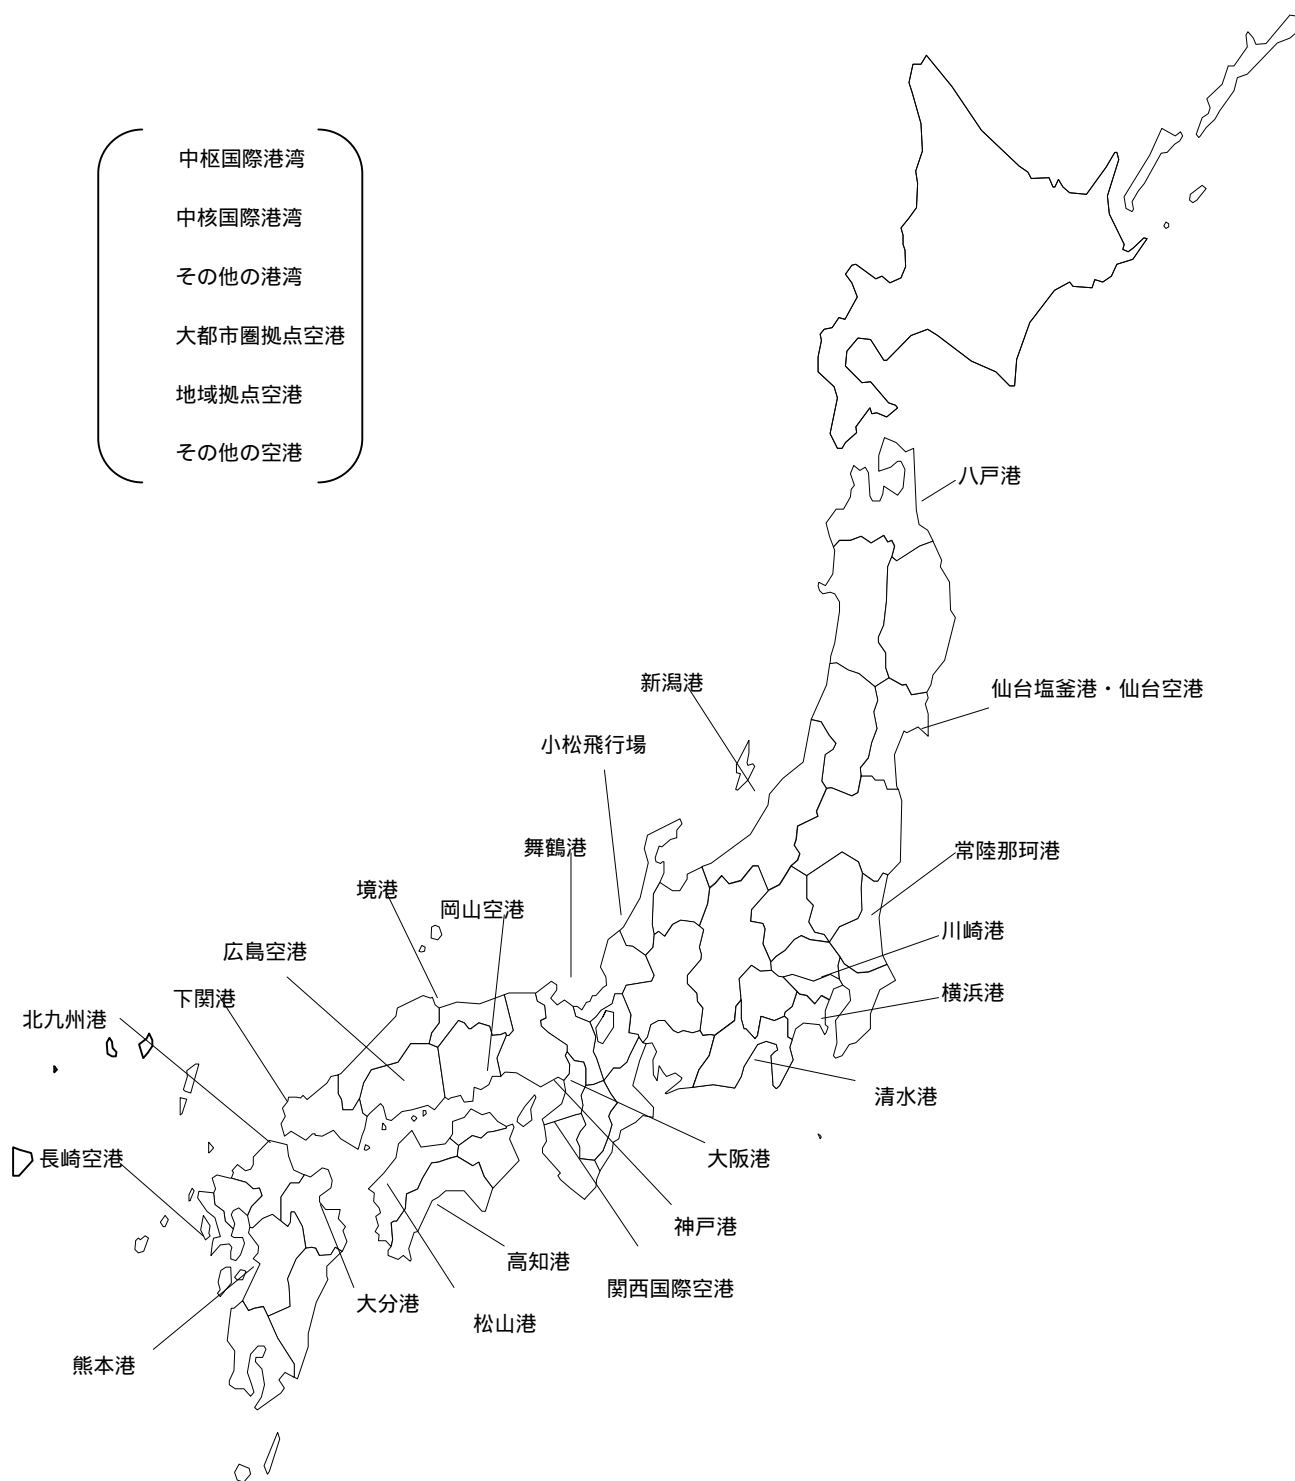 中枢国際港湾
中核国際港湾
その他の港湾
大都市圏拠点空港
地域拠点空港
その他の空港
八戸港
新潟港
仙台塩釜港・仙台空港
小松飛行場
舞鶴港
常陸那珂港
境港
岡山空港
川崎港
広島空港
横浜港
下関港
北九州港
清水港
長崎空港
大阪港
神戸港
高知港
関西国際空港
大分港
松山港
熊本港